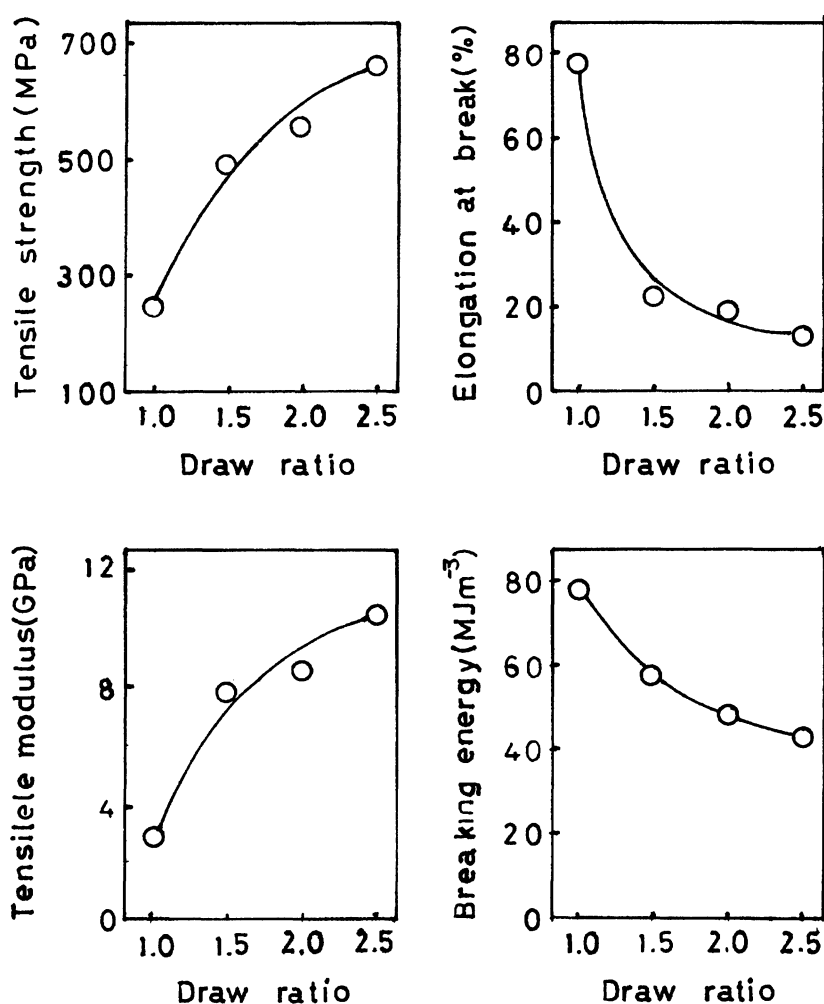 Tensile strength (MPa)
700
500
300
100
1.0 1.5 2.0 2.5
Draw ratio
Elongation at break(%)
80
60
40
20
0
1.0 1.5 2.0 2.5
Draw ratio
Tensilele modulus(GPa)
12
8
4
0
1.0 1.5 2.0 2.5
Draw ratio
Breaking energy(MJm⁻³)
80
60
40
20
0
1.0 1.5 2.0 2.5
Draw ratio